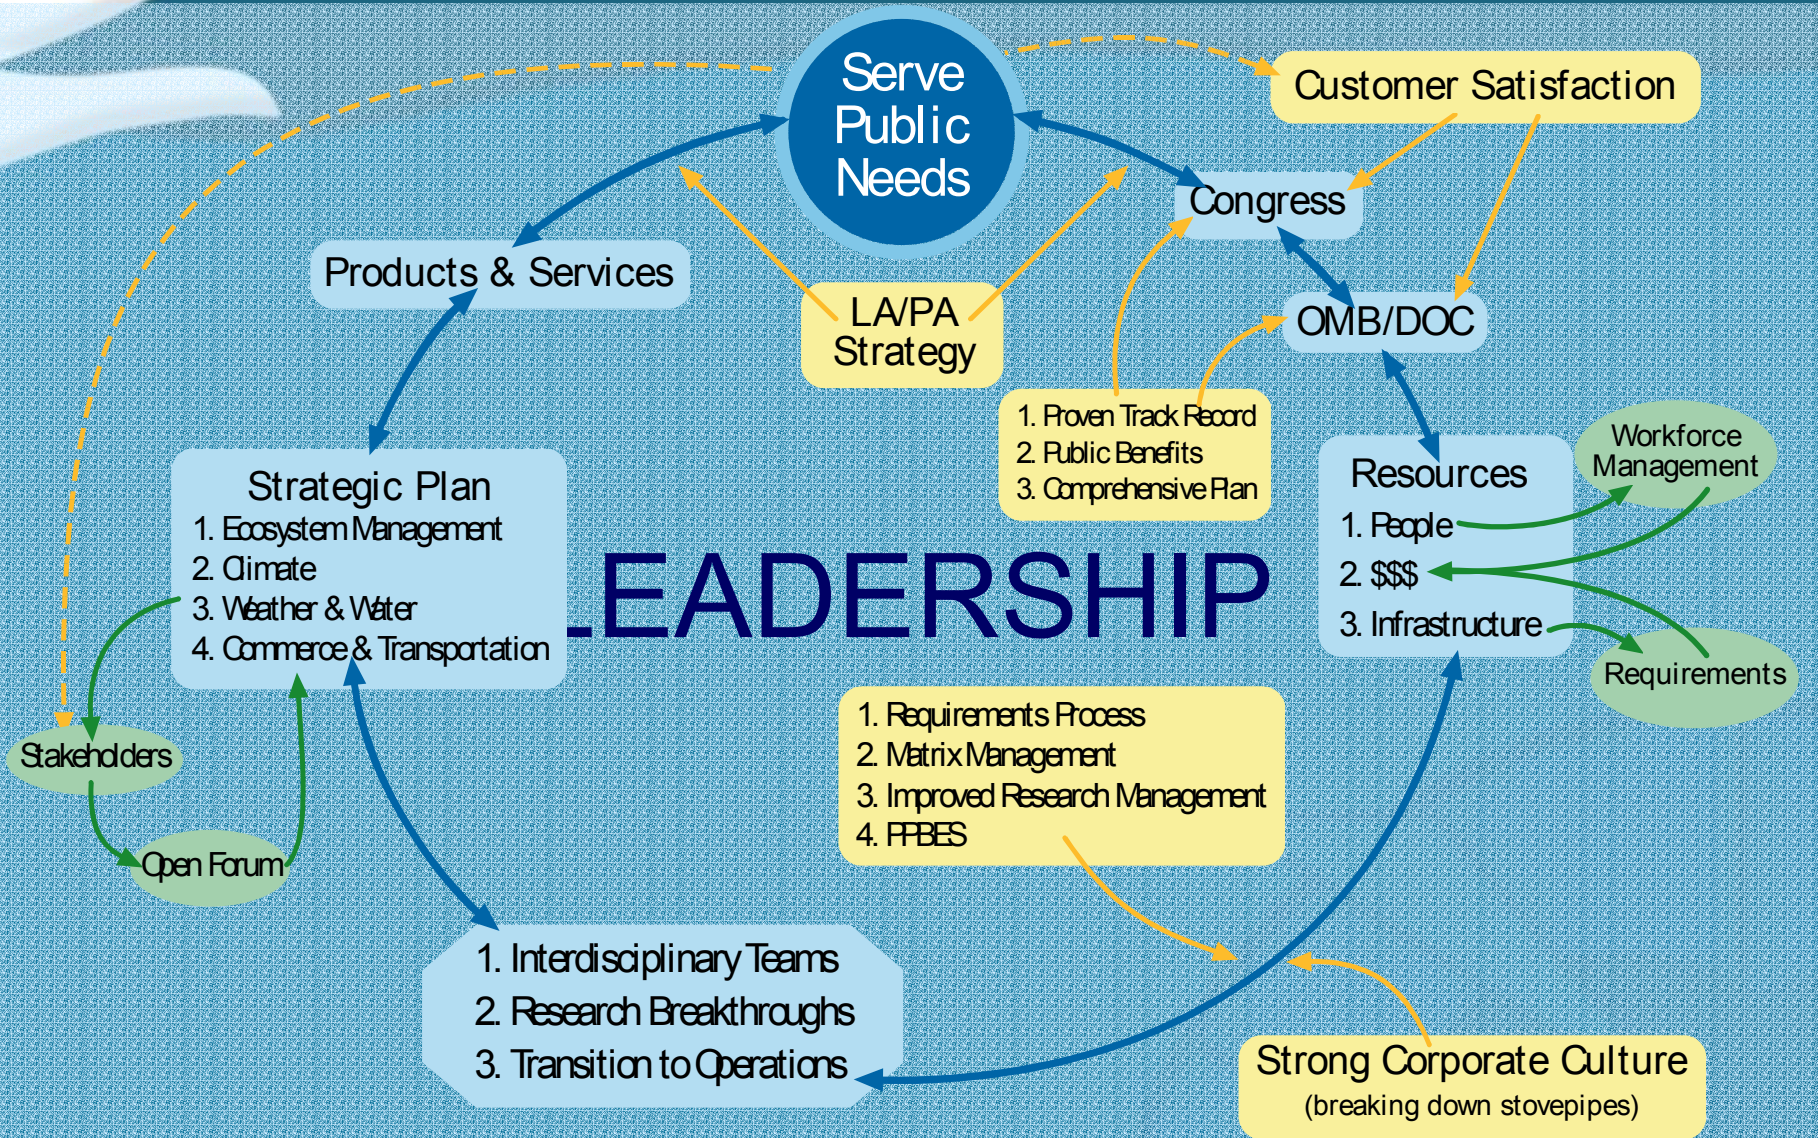 Serve
Public
Needs
Customer Satisfaction
Congress
Products & Services
LA/PA
Strategy
OMB/DOC
1. Proven Track Record
2. Public Benefits
3. Comprehensive Plan
Workforce
Management
Resources
1. People
2. $$$
3. Infrastructure
Requirements
Strategic Plan
1. Ecosystem Management
2. Climate
3. Weather & Water
4. Commerce & Transportation
LEADERSHIP
Stakeholders
Open Forum
1. Requirements Process
2. Matrix Management
3. Improved Research Management
4. PPBES
1. Interdisciplinary Teams
2. Research Breakthroughs
3. Transition to Operations
Strong Corporate Culture
(breaking down stovepipes)